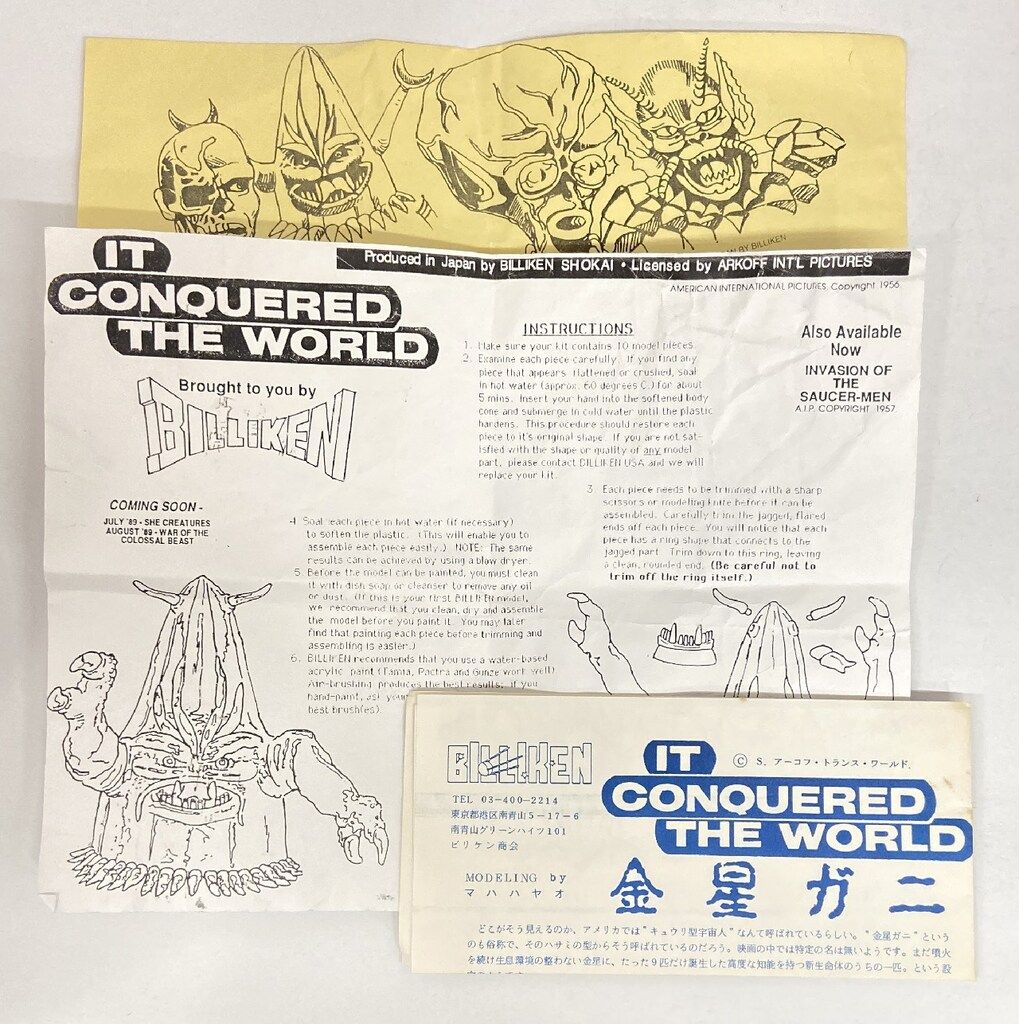 BY BILLIKEN
IT
CONQUERED
THE WORLD
Produced in Japan by BILLIKEN SHOKAI • Licensed by ARKOFF INT'L PICTURES
AMERICAN INTERNATIONAL PICTURES, Copyright 1956
Brought to you by
BILLIKEN
INSTRUCTIONS
1. Make sure your kit contains 10 model pieces.
2. Examine each piece carefully. If you find any
piece that appears flattened or crushed, soak
in hot water (approx. 60 degrees C.) for about
5 mins. Insert your hand into the softened body
cone and submerge in cold water until the plastic
hardens. This procedure should restore each
piece to it's original shape. If you are not sat-
isfied with the shape or quality of any model
part, please contact BILLIKEN USA and we will
replace your kit.
Also Available
Now
INVASION OF
THE
SAUCER-MEN
A.I.P. COPYRIGHT 1957
3. Each piece needs to be trimmed with a sharp
scissors or modeling knife before it can be
assembled. Carefully trim the jagged, flared
ends off each piece. You will notice that each
piece has a ring shape that connects to the
jagged part. Trim down to this ring, leaving
a clean, rounded end. (Be careful not to
trim off the ring itself.)
COMING SOON -
JULY '89 - SHE CREATURES
AUGUST '89 - WAR OF THE
COLOSSAL BEAST
4 Soak each piece in hot water (if necessary)
to soften the plastic. (This will enable you to
assemble each piece easily.) NOTE: The same
results can be achieved by using a blow dryer.
5. Before the model can be painted, you must clean
it with dish soap or cleanser to remove any oil
or dust. (If this is your first BILLIKEN model,
we recommend that you clean, dry and assemble
the model before you paint it. You may later
find that painting each piece before trimming and
assembling is easier.)
6. BILLIKEN recommends that you use a water-based
acrylic paint (Tamia, Pactra and Gunze work well)
Air-brushing produces the best results; if you
hand-paint, ask your
best brush(es).
BILLIKEN
TEL 03-400-2214
東京都港区南青山5-17-6
南青山グリーンハイツ101
ビリケン商会
MODELING by
マハハヤオ
Ⓒ S. アーコフ・トランス・ワールド.
IT
CONQUERED
THE WORLD
金星ガニ
どこがそう見えるのか、アメリカでは"キュウリ型宇宙人"なんて呼ばれているらしい。"金星ガニ"という
のも俗称で、そのハサミの型からそう呼ばれているのだろう。映画の中では特定の名は無いようです。まだ噴火
を続け生息環境の整わない金星に、たった9匹だけ誕生した高度な知能を持つ新生命体のうちの一匹。という設